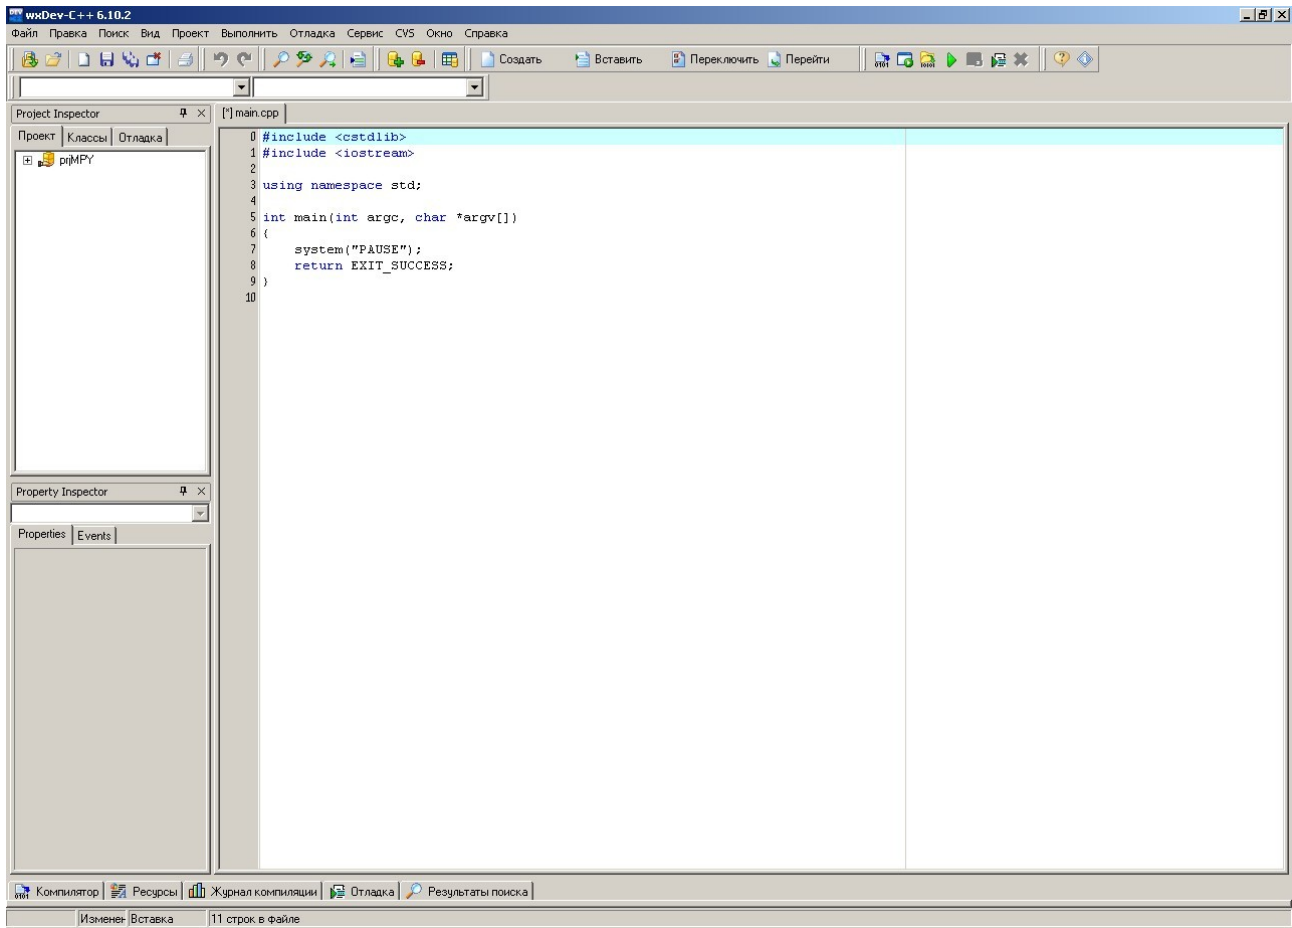 wxDev-C++ 6.10.2
Файл Правка Поиск Вид Проект Выполнить Отладка Сервис CVS Окно Справка
Создать Вставить Переключить Перейти
Project Inspector
[*] main.cpp
Проект Классы Отладка
prjMPY
0 #include <cstdlib>
1 #include <iostream>
2
3 using namespace std;
4
5 int main(int argc, char *argv[])
6 {
7 system("PAUSE");
8 return EXIT_SUCCESS;
9 }
10
Property Inspector
Properties Events
Компилятор Ресурсы Журнал компиляции Отладка Результаты поиска
Изменен Вставка 11 строк в файле